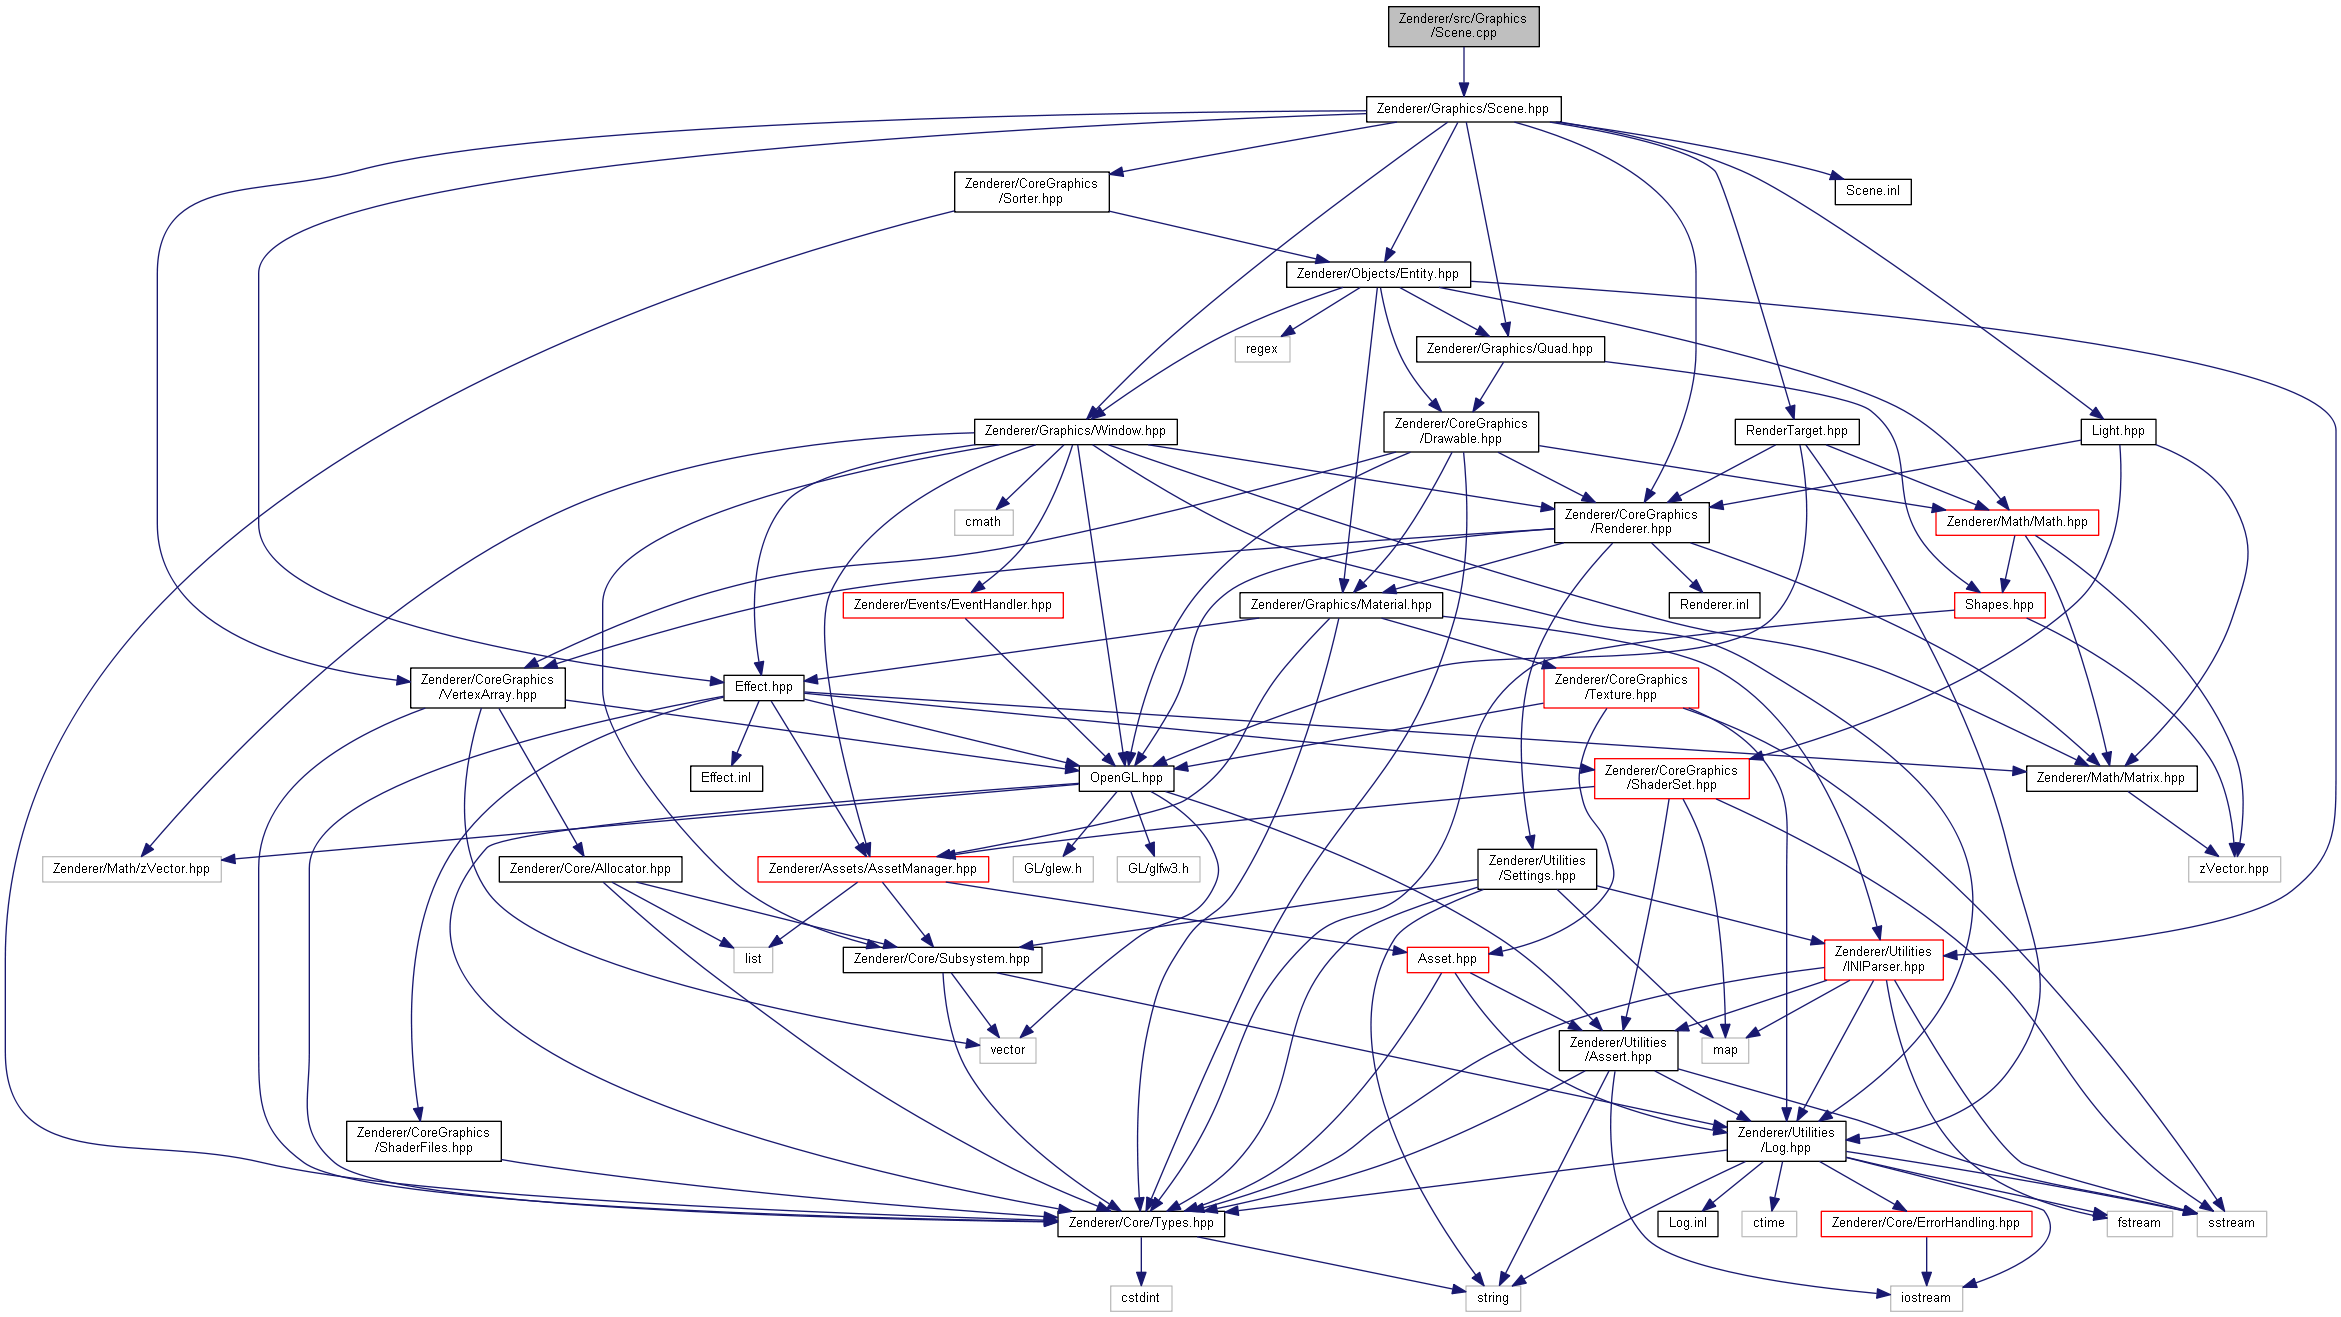 Zenderer/src/Graphics
/Scene.cpp
Zenderer/Graphics/Scene.hpp
Zenderer/CoreGraphics
/Sorter.hpp
Scene.inl
Zenderer/Objects/Entity.hpp
regex
Zenderer/Graphics/Quad.hpp
Zenderer/Graphics/Window.hpp
Zenderer/CoreGraphics
/Drawable.hpp
RenderTarget.hpp
Light.hpp
cmath
Zenderer/CoreGraphics
/Renderer.hpp
Zenderer/Math/Math.hpp
Zenderer/Events/EventHandler.hpp
Zenderer/Graphics/Material.hpp
Renderer.inl
Shapes.hpp
Zenderer/CoreGraphics
/VertexArray.hpp
Effect.hpp
Zenderer/CoreGraphics
/Texture.hpp
Effect.inl
OpenGL.hpp
Zenderer/CoreGraphics
/ShaderSet.hpp
Zenderer/Math/Matrix.hpp
Zenderer/Math/zVector.hpp
Zenderer/Core/Allocator.hpp
Zenderer/Assets/AssetManager.hpp
GL/glew.h
GL/glfw3.h
Zenderer/Utilities
/Settings.hpp
zVector.hpp
list
Zenderer/Core/Subsystem.hpp
Asset.hpp
Zenderer/Utilities
/INIParser.hpp
vector
Zenderer/Utilities
/Assert.hpp
map
Zenderer/CoreGraphics
/ShaderFiles.hpp
Zenderer/Utilities
/Log.hpp
Zenderer/Core/Types.hpp
Log.inl
ctime
Zenderer/Core/ErrorHandling.hpp
fstream
sstream
cstdint
string
iostream